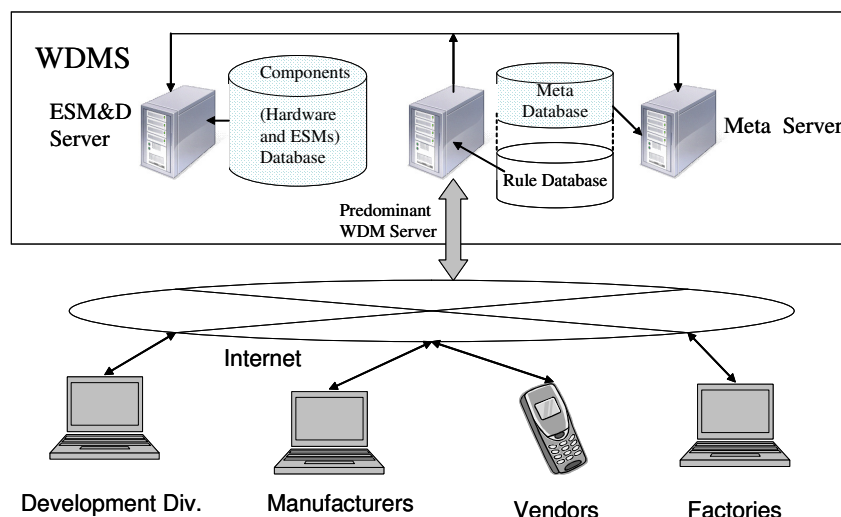 WDMS
ESM&D
Server
Components
(Hardware
and ESMs)
Database
Meta
Database
Rule Database
Meta Server
Predominant
WDM Server
Internet
Development Div.
Manufacturers
Vendors
Factories